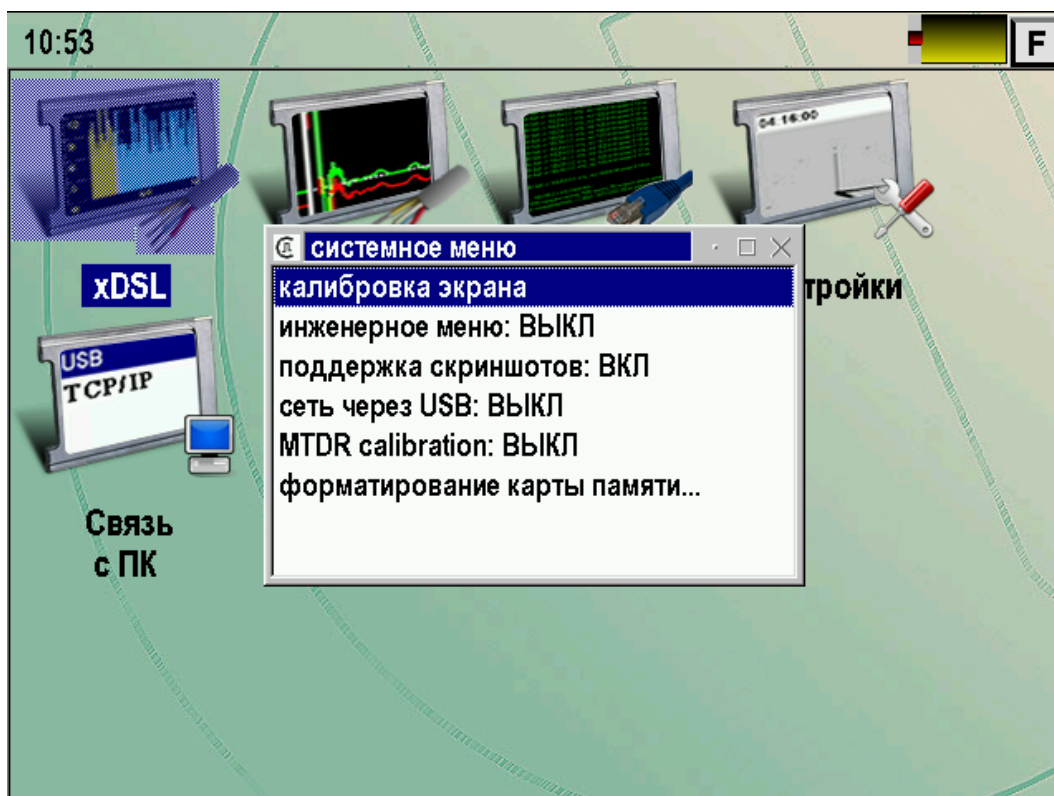 10:53
F
04:16:00
системное меню
калибровка экрана
инженерное меню: ВЫКЛ
поддержка скриншотов: ВКЛ
сеть через USB: ВЫКЛ
MTDR calibration: ВЫКЛ
форматирование карты памяти...
xDSL
тройки
USB
TCP/IP
Связь
с ПК